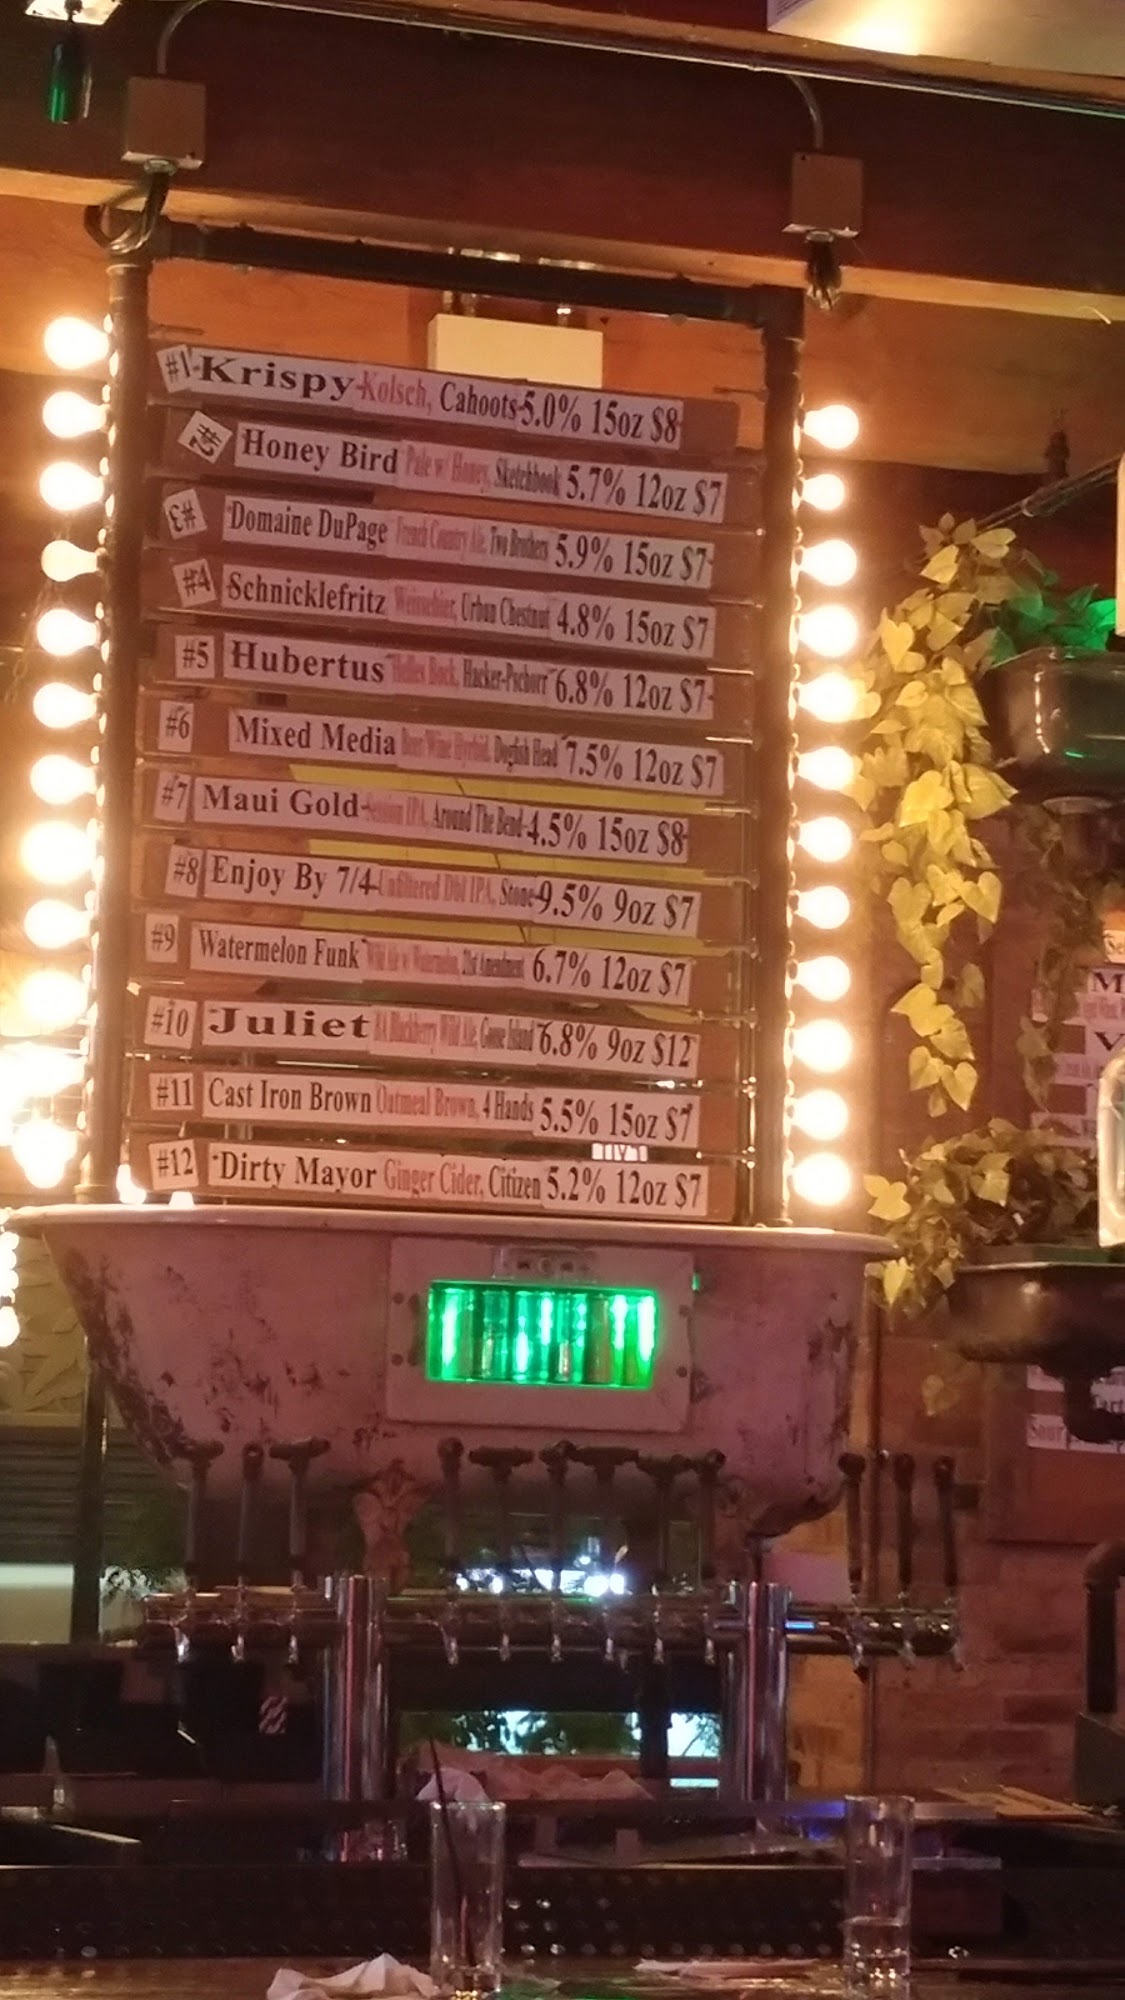 #1 Krispy Kolsch, Cahoots 5.0% 15oz $8
#2 Honey Bird Pale w/ Honey, Sketchbook 5.7% 12oz $7
#3 Domaine DuPage French Country Ale, Two Brothers 5.9% 15oz $7
#4 Schnicklefritz Weissbier, Urban Chestnut 4.8% 15oz $7
#5 Hubertus Helles Bock, Hacker-Pschorr 6.8% 12oz $7
#6 Mixed Media Beer/Wine Hyrbid, Dogfish Head 7.5% 12oz $7
#7 Maui Gold Session IPA, Around The Bend 4.5% 15oz $8
#8 Enjoy By 7/4 Unfiltered Dbl IPA, Stone 9.5% 9oz $7
#9 Watermelon Funk Wild Ale w/ Watermelon, 21st Amendment 6.7% 12oz $7
#10 Juliet BA Blackberry Wild Ale, Goose Island 6.8% 9oz $12
#11 Cast Iron Brown Oatmeal Brown, 4 Hands 5.5% 15oz $7
#12 Dirty Mayor Ginger Cider, Citizen 5.2% 12oz $7
Sour